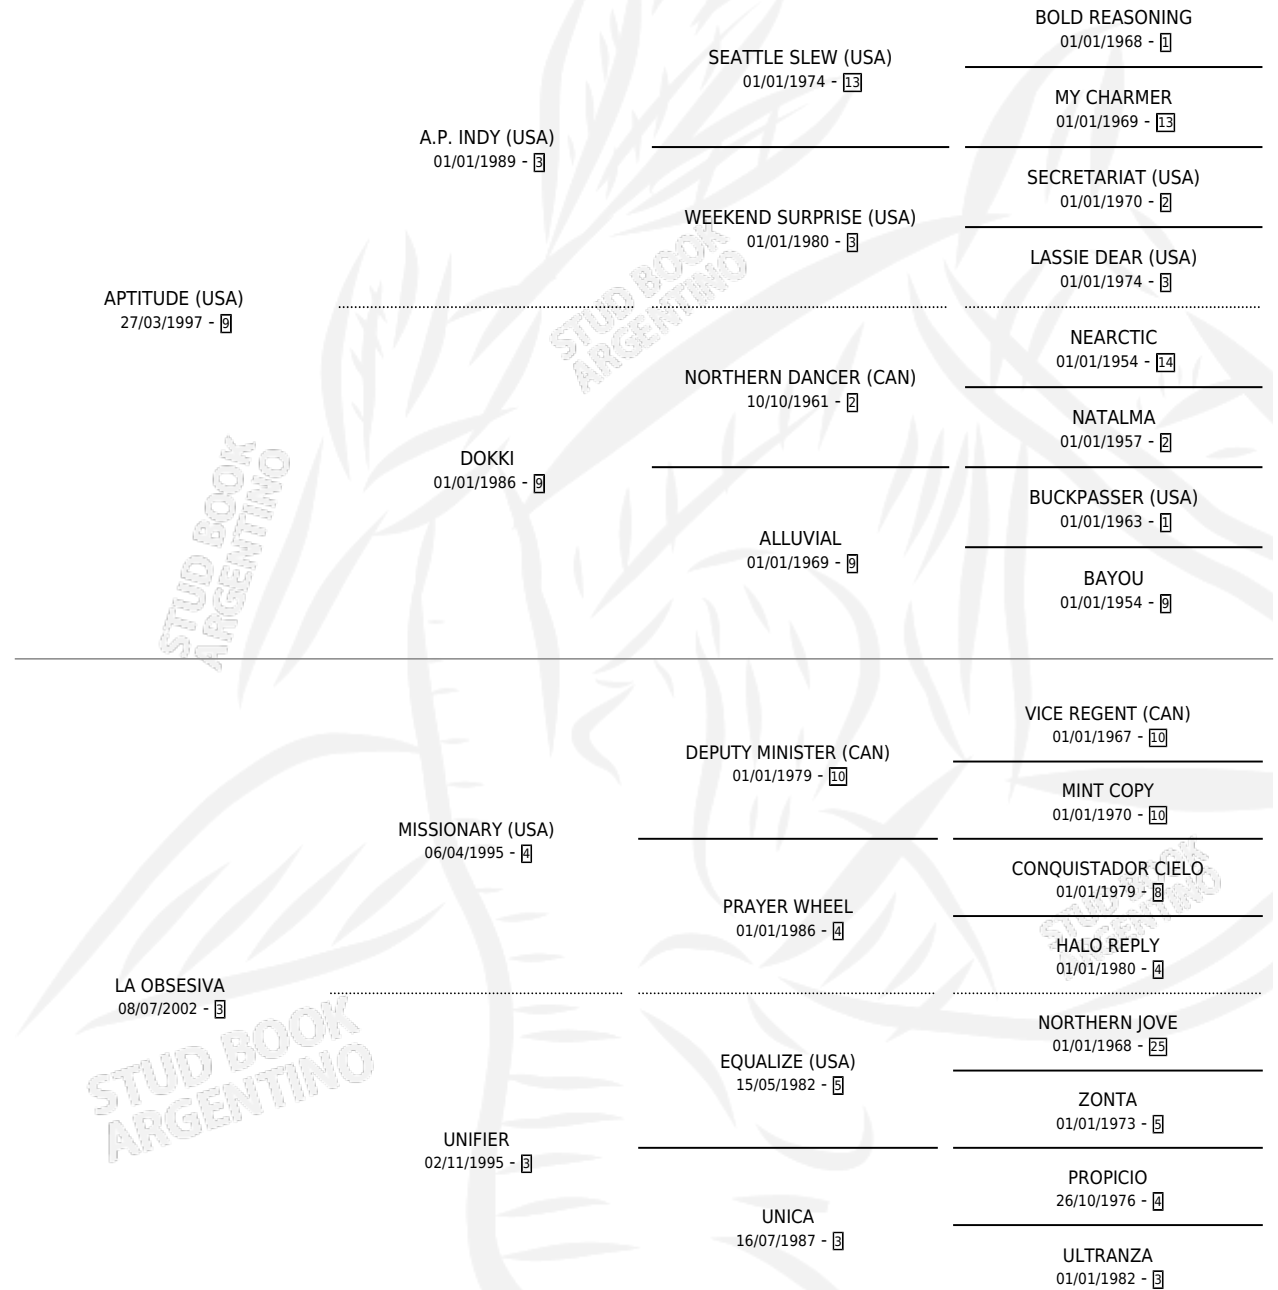 BOLD REASONING
01/01/1968 - 1
SEATTLE SLEW (USA)
01/01/1974 - 13
MY CHARMER
01/01/1969 - 13
A.P. INDY (USA)
01/01/1989 - 3
SECRETARIAT (USA)
01/01/1970 - 2
WEEKEND SURPRISE (USA)
01/01/1980 - 3
LASSIE DEAR (USA)
01/01/1974 - 3
APTITUDE (USA)
27/03/1997 - 9
NEARCTIC
01/01/1954 - 14
NORTHERN DANCER (CAN)
10/10/1961 - 2
NATALMA
01/01/1957 - 2
DOKKI
01/01/1986 - 9
BUCKPASSER (USA)
01/01/1963 - 1
ALLUVIAL
01/01/1969 - 9
BAYOU
01/01/1954 - 9
VICE REGENT (CAN)
01/01/1967 - 10
DEPUTY MINISTER (CAN)
01/01/1979 - 10
MINT COPY
01/01/1970 - 10
MISSIONARY (USA)
06/04/1995 - 4
CONQUISTADOR CIELO
01/01/1979 - 8
PRAYER WHEEL
01/01/1986 - 4
HALO REPLY
01/01/1980 - 4
LA OBSESIVA
08/07/2002 - 3
NORTHERN JOVE
01/01/1968 - 25
EQUALIZE (USA)
15/05/1982 - 5
ZONTA
01/01/1973 - 5
UNIFIER
02/11/1995 - 3
PROPICIO
26/10/1976 - 4
UNICA
16/07/1987 - 3
ULTRANZA
01/01/1982 - 3
STUD BOOK
ARGENTINO
STUD BOOK
ARGENTINO
STUD BOOK
ARGENTINO
STUD BOOK
ARGENTINO